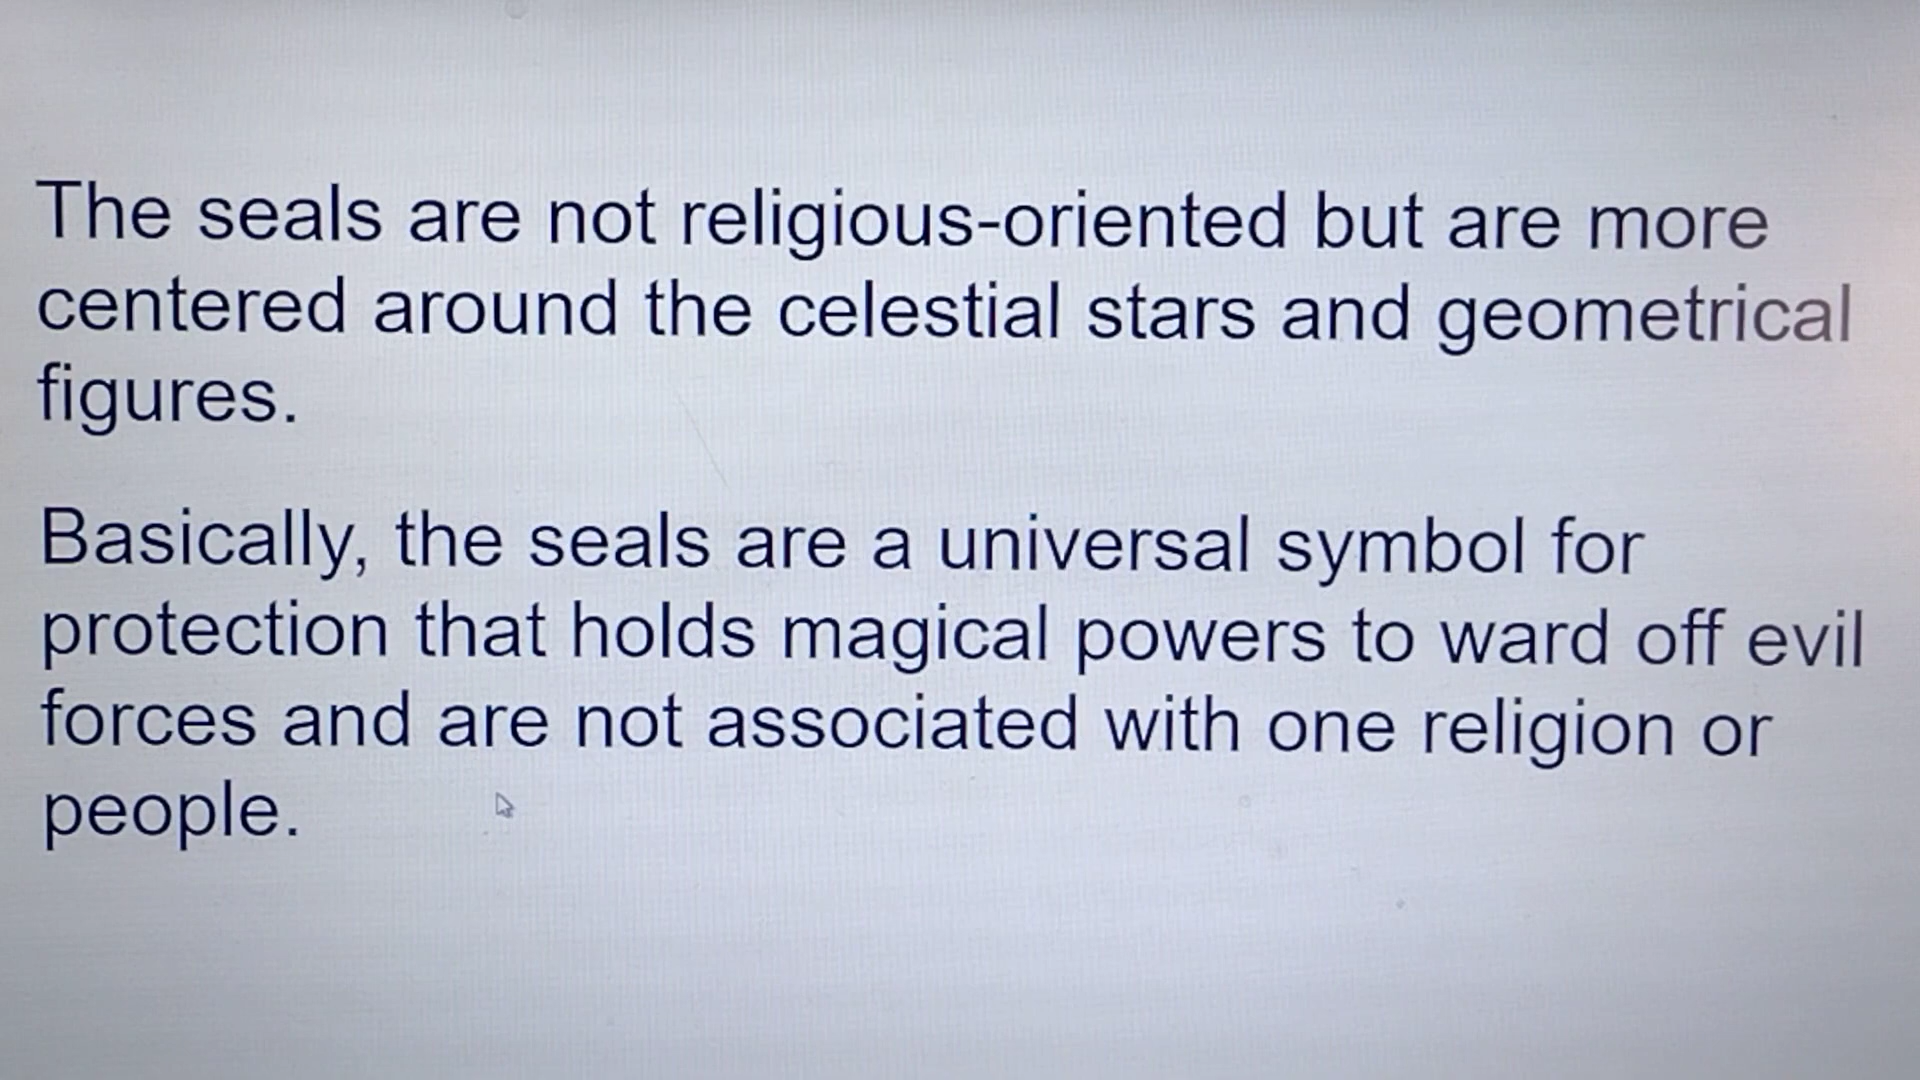 The seals are not religious-oriented but are more
centered around the celestial stars and geometrical
figures.
Basically, the seals are a universal symbol for
protection that holds magical powers to ward off evil
forces and are not associated with one religion or
people.